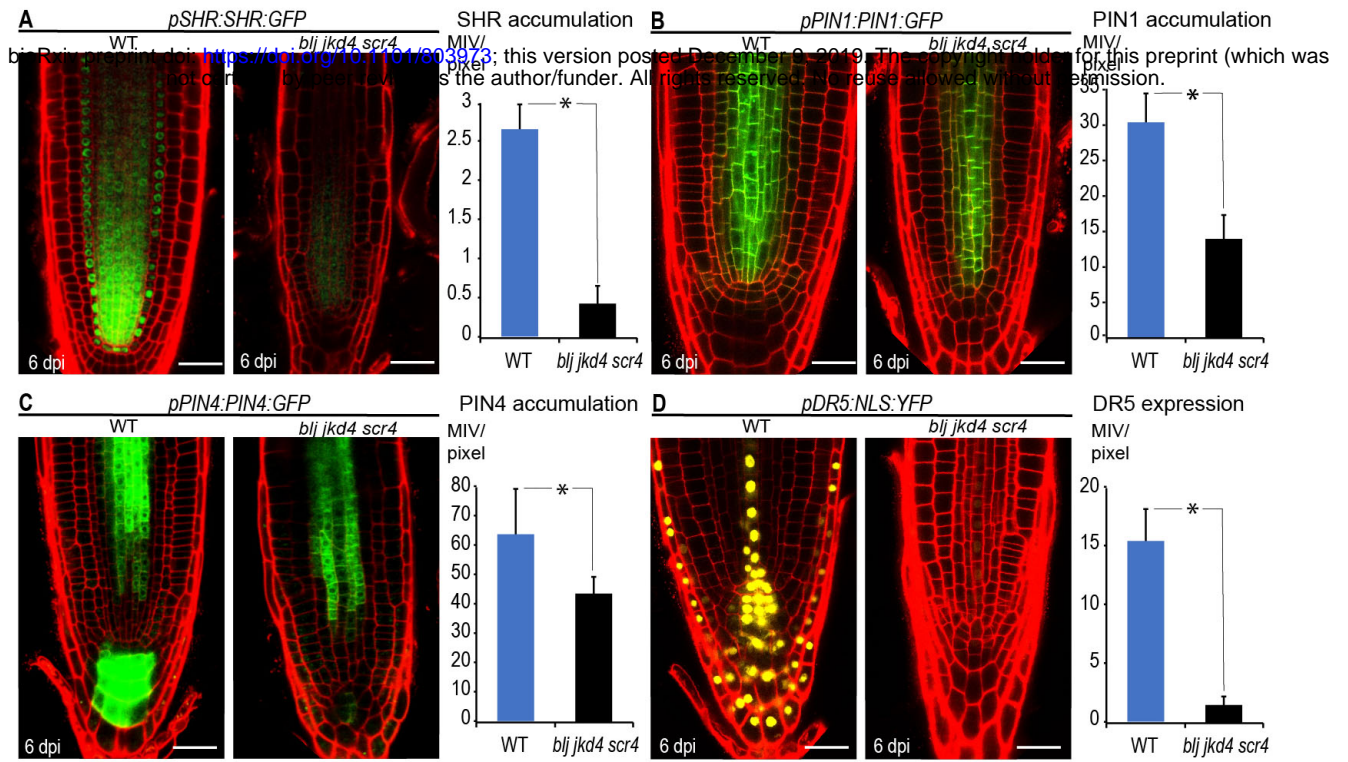 A
pSHR:SHR:GFP
SHR accumulation
B
pPIN1:PIN1:GFP
PIN1 accumulation
WT
blj jkd4 scr4
MIV/
pixel
WT
blj jkd4 scr4
MIV/
pixel
bioRxiv preprint doi: https://doi.org/10.1101/803973; this version posted December 9, 2019. The copyright holder for this preprint (which was
not certified by peer review) is the author/funder. All rights reserved. No reuse allowed without permission.
3
2.5
2
1.5
1
0.5
0
*
WT
blj jkd4 scr4
6 dpi
6 dpi
35
30
25
20
15
10
5
0
*
WT
blj jkd4 scr4
6 dpi
6 dpi
C
pPIN4:PIN4:GFP
PIN4 accumulation
D
pDR5:NLS:YFP
DR5 expression
WT
blj jkd4 scr4
MIV/
pixel
WT
blj jkd4 scr4
MIV/
pixel
80
70
60
50
40
30
20
10
0
*
WT
blj jkd4 scr4
6 dpi
6 dpi
20
15
10
5
0
*
WT
blj jkd4 scr4
6 dpi
6 dpi